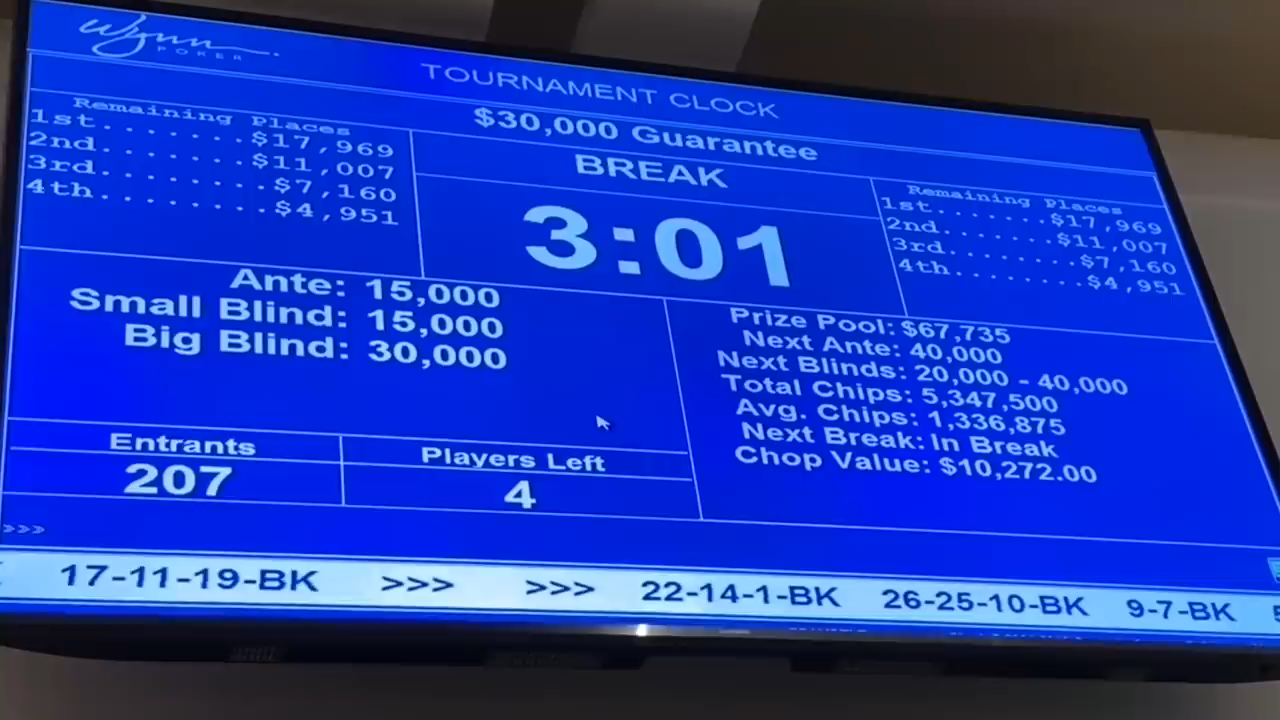 Wynn
POKER
TOURNAMENT CLOCK
$30,000 Guarantee
Remaining Places
1st.......$17,969
2nd.......$11,007
3rd........$7,160
4th........$4,951
BREAK
3:01
Remaining Places
1st.......$17,969
2nd.......$11,007
3rd........$7,160
4th........$4,951
Ante: 15,000
Small Blind: 15,000
Big Blind: 30,000
Prize Pool: $67,735
Next Ante: 40,000
Next Blinds: 20,000 - 40,000
Total Chips: 5,347,500
Avg. Chips: 1,336,875
Next Break: In Break
Chop Value: $10,272.00
Entrants
207
Players Left
4
>>>
17-11-19-BK >>> >>> 22-14-1-BK 26-25-10-BK 9-7-BK